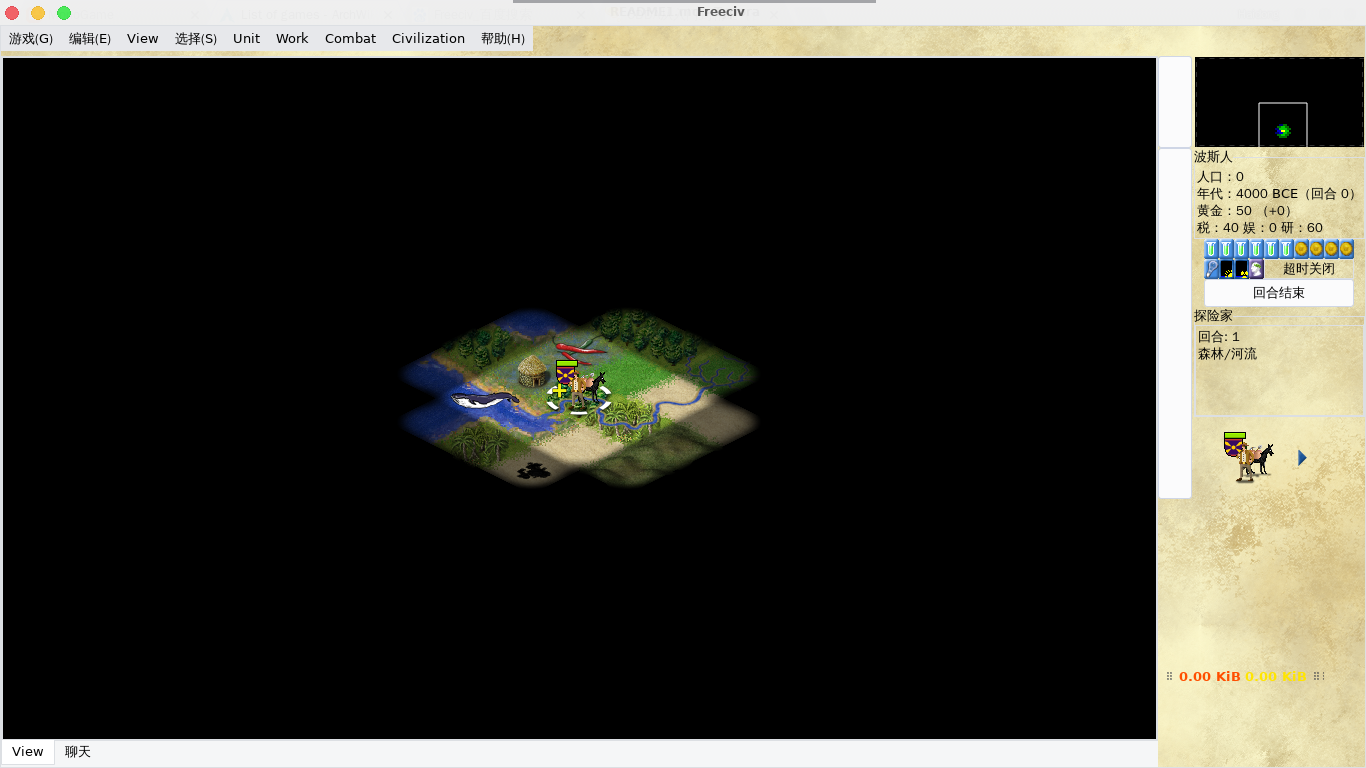 Freeciv
游戏(G) 编辑(E) View 选择(S) Unit Work Combat Civilization 帮助(H)
波斯人
人口：0
年代：4000 BCE（回合 0）
黄金：50 （+0）
税：40 娱：0 研：60
超时关闭
回合结束
探险家
回合: 1
森林/河流
0.00 KiB 0.00 KiB
View 聊天